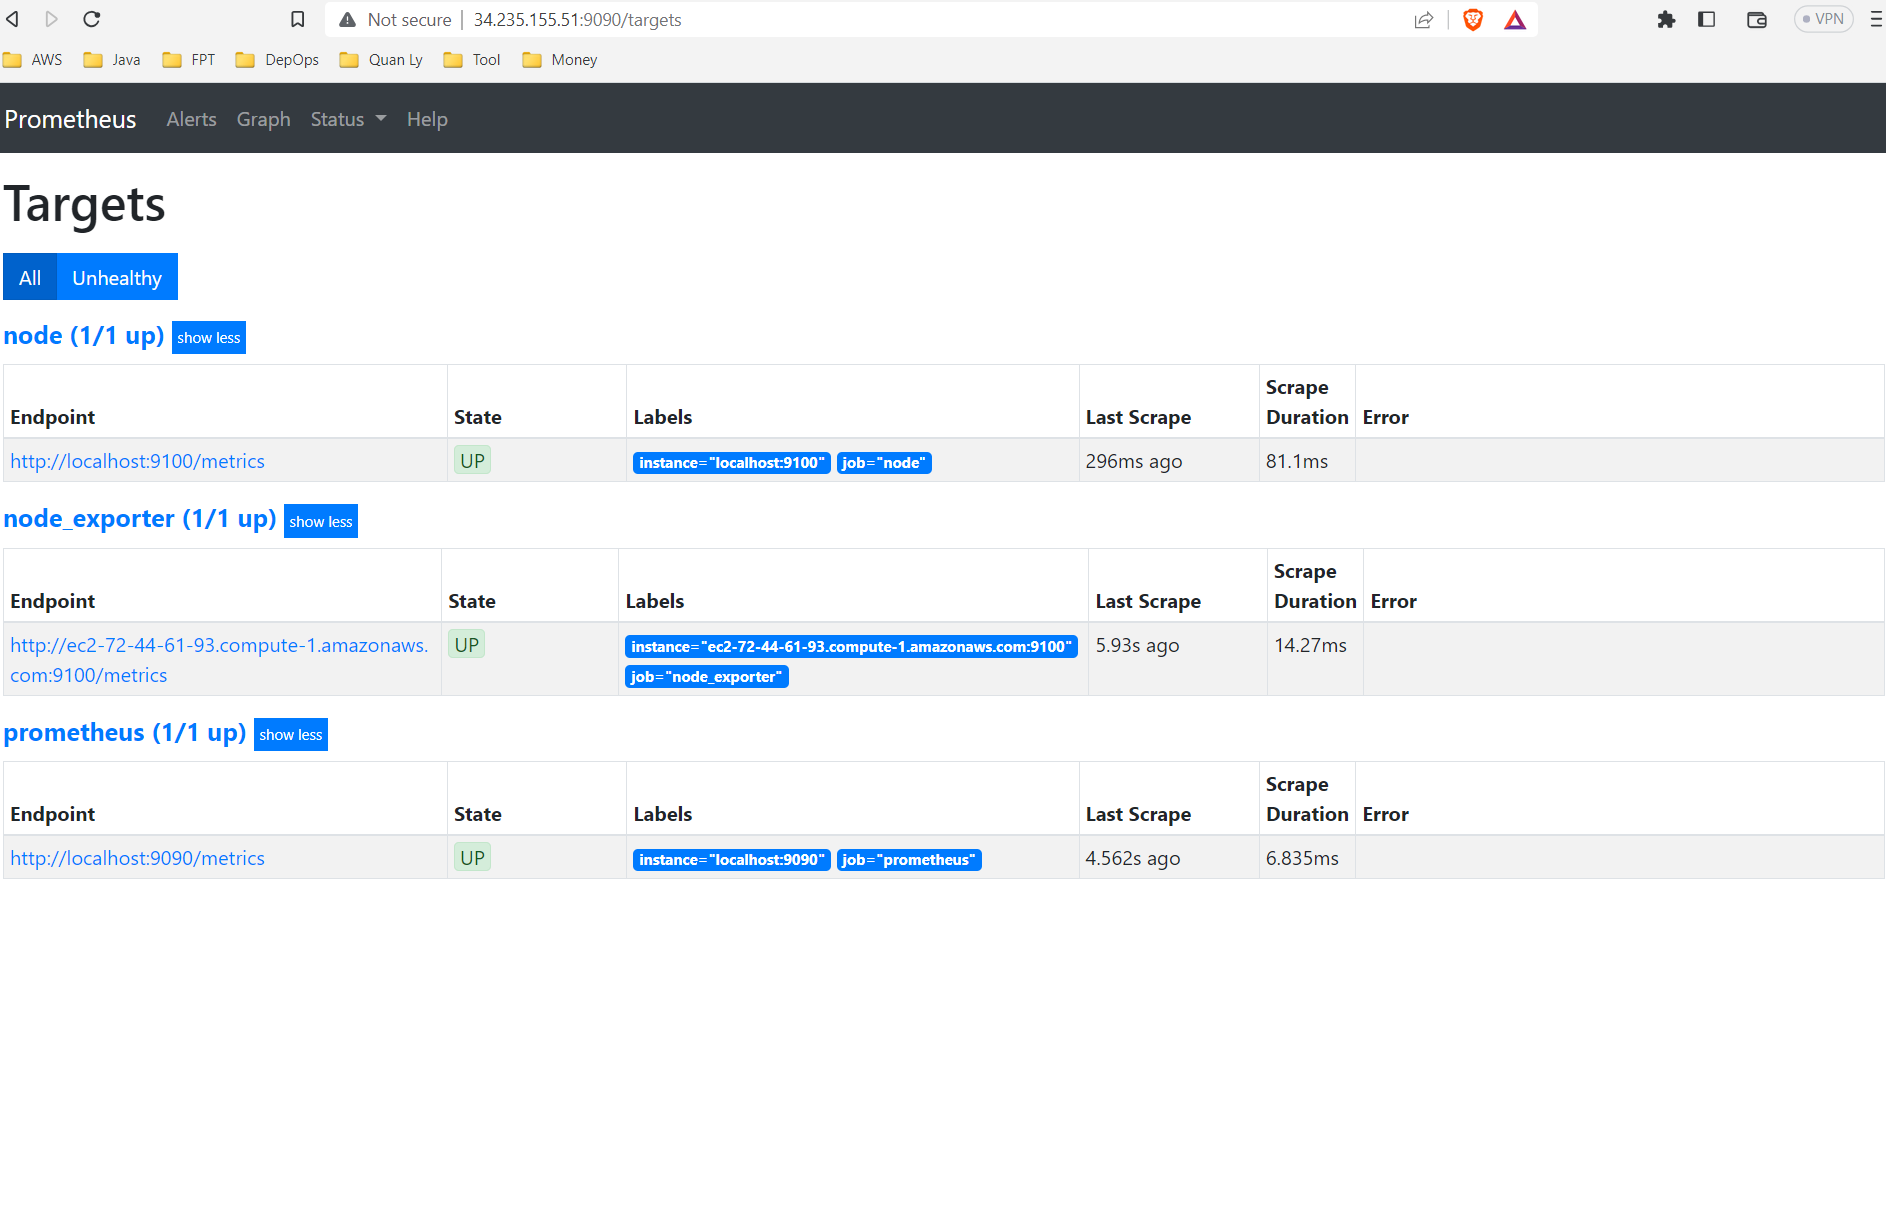 Not secure | 34.235.155.51:9090/targets
VPN
AWS Java FPT DepOps Quan Ly Tool Money
Prometheus Alerts Graph Status Help
Targets
All Unhealthy
node (1/1 up) show less
Endpoint State Labels Last Scrape Scrape Duration Error
http://localhost:9100/metrics UP instance="localhost:9100" job="node" 296ms ago 81.1ms
node_exporter (1/1 up) show less
Endpoint State Labels Last Scrape Scrape Duration Error
http://ec2-72-44-61-93.compute-1.amazonaws. UP instance="ec2-72-44-61-93.compute-1.amazonaws.com:9100" 5.93s ago 14.27ms
com:9100/metrics job="node_exporter"
prometheus (1/1 up) show less
Endpoint State Labels Last Scrape Scrape Duration Error
http://localhost:9090/metrics UP instance="localhost:9090" job="prometheus" 4.562s ago 6.835ms